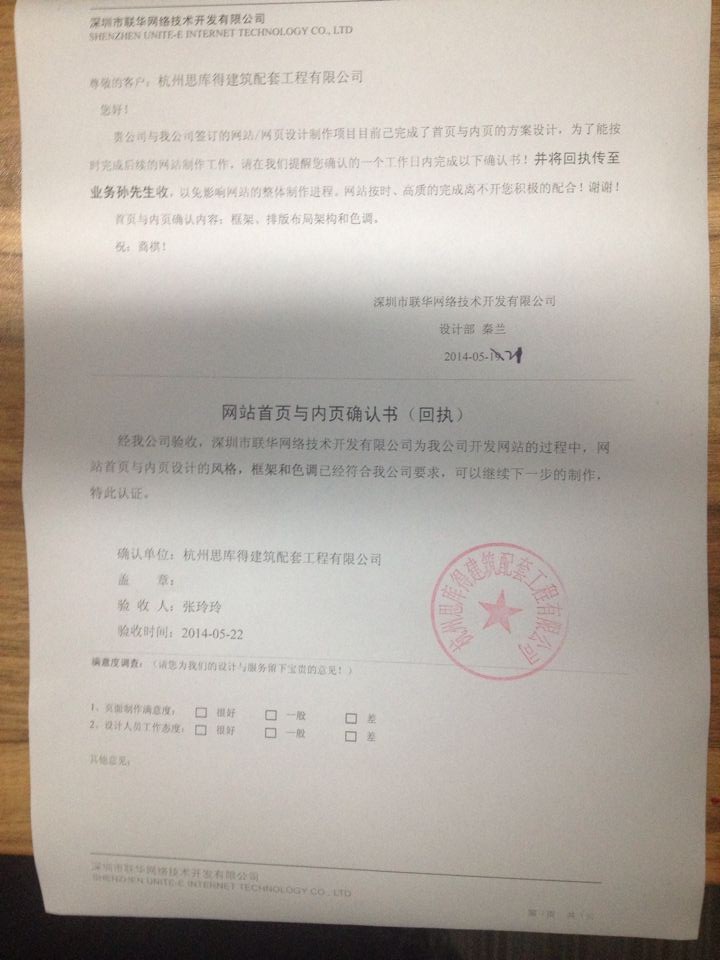 深圳市联华网络技术开发有限公司
SHENZHEN UNITE-E INTERNET TECHNOLOGY CO., LTD
尊敬的客户：杭州思库得建筑配套工程有限公司
您好！
贵公司与我公司签订的网站/网页设计制作项目目前已完成了首页与内页的方案设计，为了能按
时完成后续的网站制作工作，请在我们提醒您确认的一个工作日内完成以下确认书！并将回执传至
业务孙先生收，以免影响网站的整体制作进程。网站按时、高质的完成离不开您积极的配合！谢谢！
首页与内页确认内容：框架、排版布局架构和色调。
祝：商棋！
深圳市联华网络技术开发有限公司
设计部 秦兰
2014-05-19 21
网站首页与内页确认书（回执）
经我公司验收，深圳市联华网络技术开发有限公司为我公司开发网站的过程中，网
站首页与内页设计的风格，框架和色调已经符合我公司要求，可以继续下一步的制作，
特此认证。
确认单位：杭州思库得建筑配套工程有限公司
盖 章：
验 收 人：张玲玲
验收时间：2014-05-22
杭州思库得建筑配套工程有限公司
满意度调查：（请您为我们的设计与服务留下宝贵的意见！）
1、页面制作满意度： □ 很好 □ 一般 □ 差
2、设计人员工作态度： □ 很好 □ 一般 □ 差
其他意见：
深圳市联华网络技术开发有限公司
SHENZHEN UNITE-E INTERNET TECHNOLOGY CO., LTD